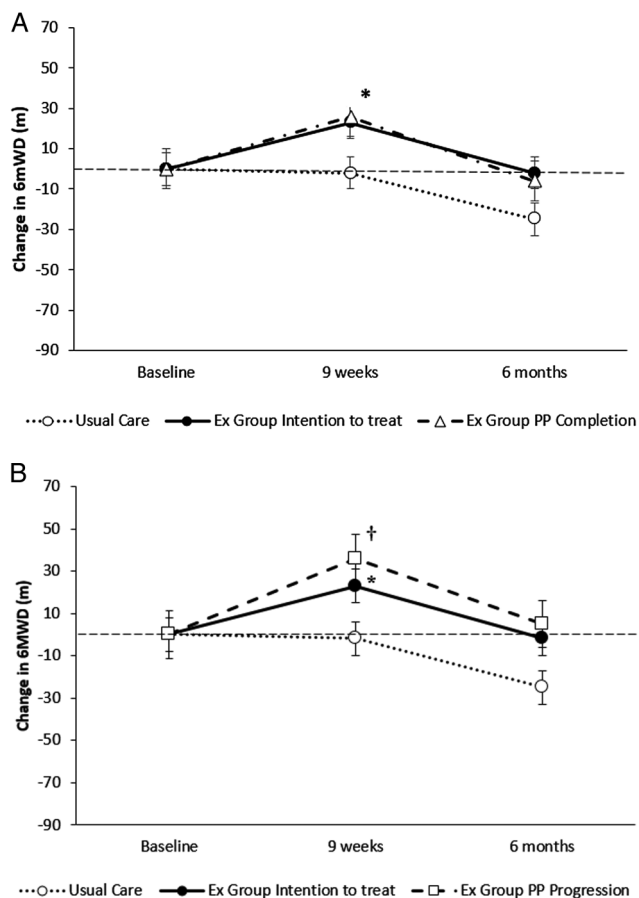 A
Change in 6mWD (m)
70
50
30
10
-10
-30
-50
-70
-90
*
Baseline 9 weeks 6 months
Usual Care Ex Group Intention to treat Ex Group PP Completion
B
Change in 6MWD (m)
70
50
30
10
-10
-30
-50
-70
-90
†
*
Baseline 9 weeks 6 months
Usual Care Ex Group Intention to treat Ex Group PP Progression